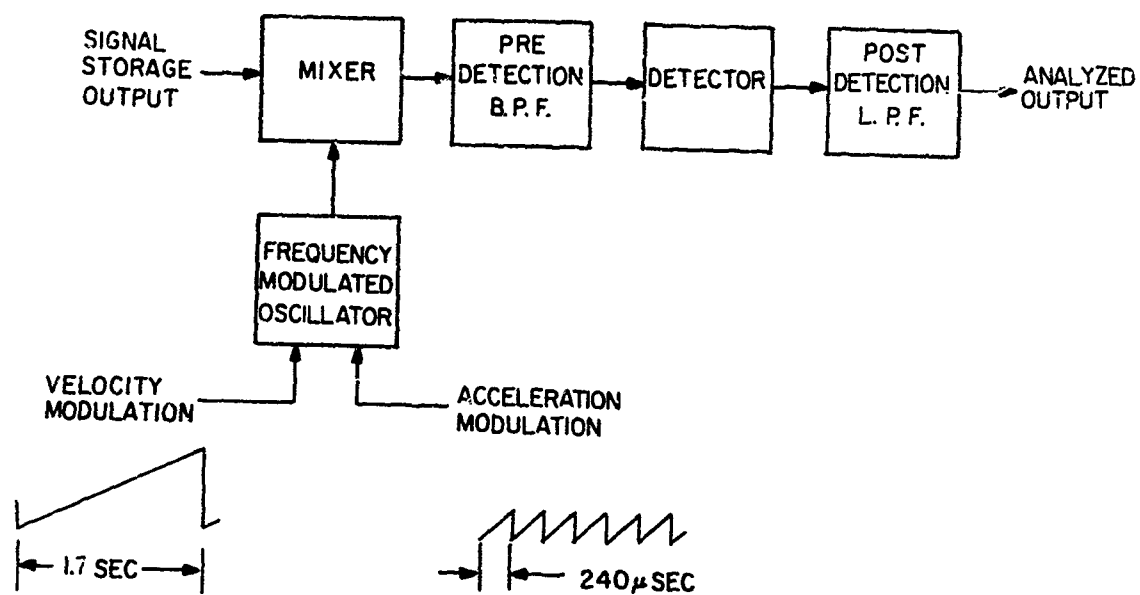 SIGNAL
STORAGE
OUTPUT
MIXER
PRE
DETECTION
B.P.F.
DETECTOR
POST
DETECTION
L. P. F.
ANALYZED
OUTPUT
FREQUENCY
MODULATED
OSCILLATOR
VELOCITY
MODULATION
ACCELERATION
MODULATION
1.7 SEC
240μSEC